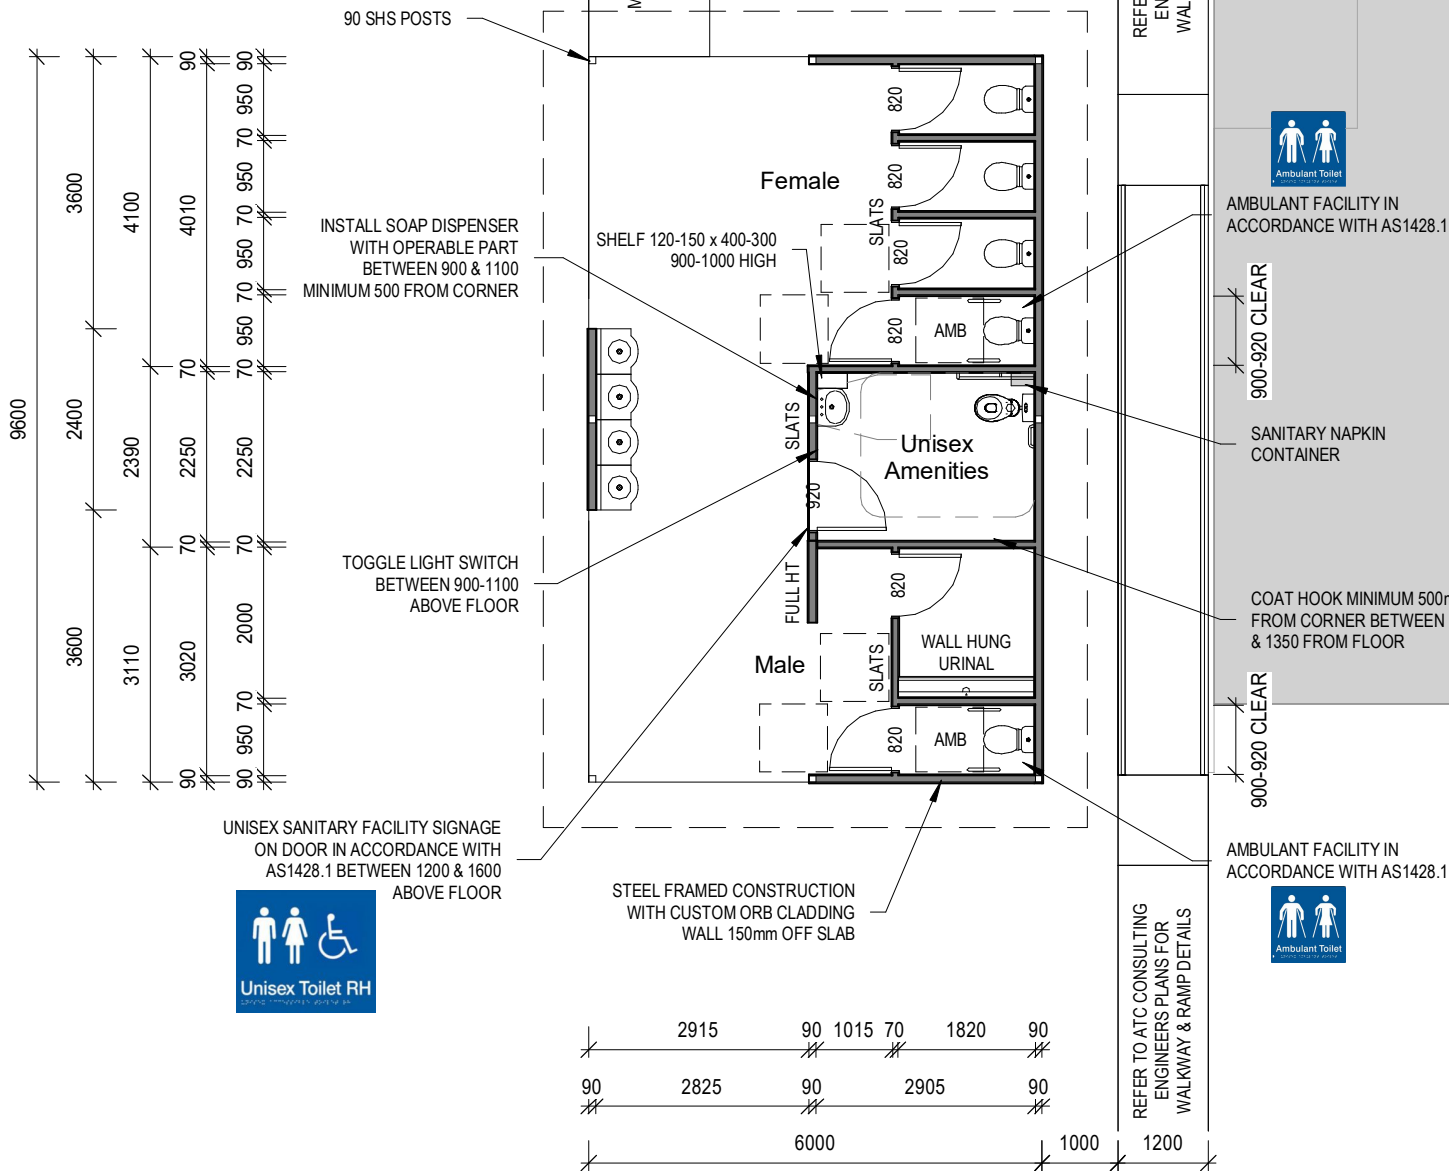 90 SHS POSTS
M
REFE
EN
WAL
9600
3600
2400
3600
4100
2390
3110
90
4010
70
2250
70
3020
90
90
950
70
950
70
950
70
950
70
2250
70
2000
70
950
90
INSTALL SOAP DISPENSER
WITH OPERABLE PART
BETWEEN 900 & 1100
MINIMUM 500 FROM CORNER
TOGGLE LIGHT SWITCH
BETWEEN 900-1100
ABOVE FLOOR
UNISEX SANITARY FACILITY SIGNAGE
ON DOOR IN ACCORDANCE WITH
AS1428.1 BETWEEN 1200 & 1600
ABOVE FLOOR
Unisex Toilet RH
Female
SHELF 120-150 x 400-300
900-1000 HIGH
820
820
SLATS
820
820
AMB
SLATS
Unisex
Amenities
920
FULL HT
820
WALL HUNG
URINAL
Male
SLATS
820
AMB
STEEL FRAMED CONSTRUCTION
WITH CUSTOM ORB CLADDING
WALL 150mm OFF SLAB
Ambulant Toilet
AMBULANT FACILITY IN
ACCORDANCE WITH AS1428.1
900-920 CLEAR
SANITARY NAPKIN
CONTAINER
COAT HOOK MINIMUM 500m
FROM CORNER BETWEEN
& 1350 FROM FLOOR
900-920 CLEAR
AMBULANT FACILITY IN
ACCORDANCE WITH AS1428.1
Ambulant Toilet
REFER TO ATC CONSULTING
ENGINEERS PLANS FOR
WALKWAY & RAMP DETAILS
2915 90 1015 70 1820 90
90 2825 90 2905 90
6000 1000 1200